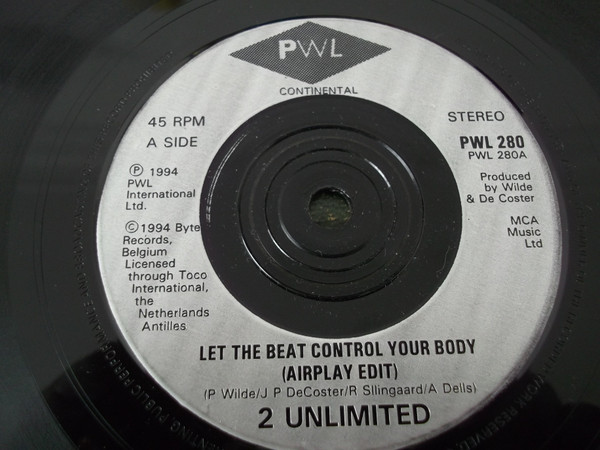 PWL
CONTINENTAL
45 RPM
A SIDE
STEREO
PWL 280
PWL 280A
Ⓟ 1994
PWL
International
Ltd.
©1994 Byte
Records,
Belgium
Licensed
through Toco
International,
the
Netherlands
Antilles
Produced
by Wilde
& De Coster
MCA
Music
Ltd
LET THE BEAT CONTROL YOUR BODY
(AIRPLAY EDIT)
(P Wilde/J P DeCoster/R Sllingaard/A Dells)
2 UNLIMITED